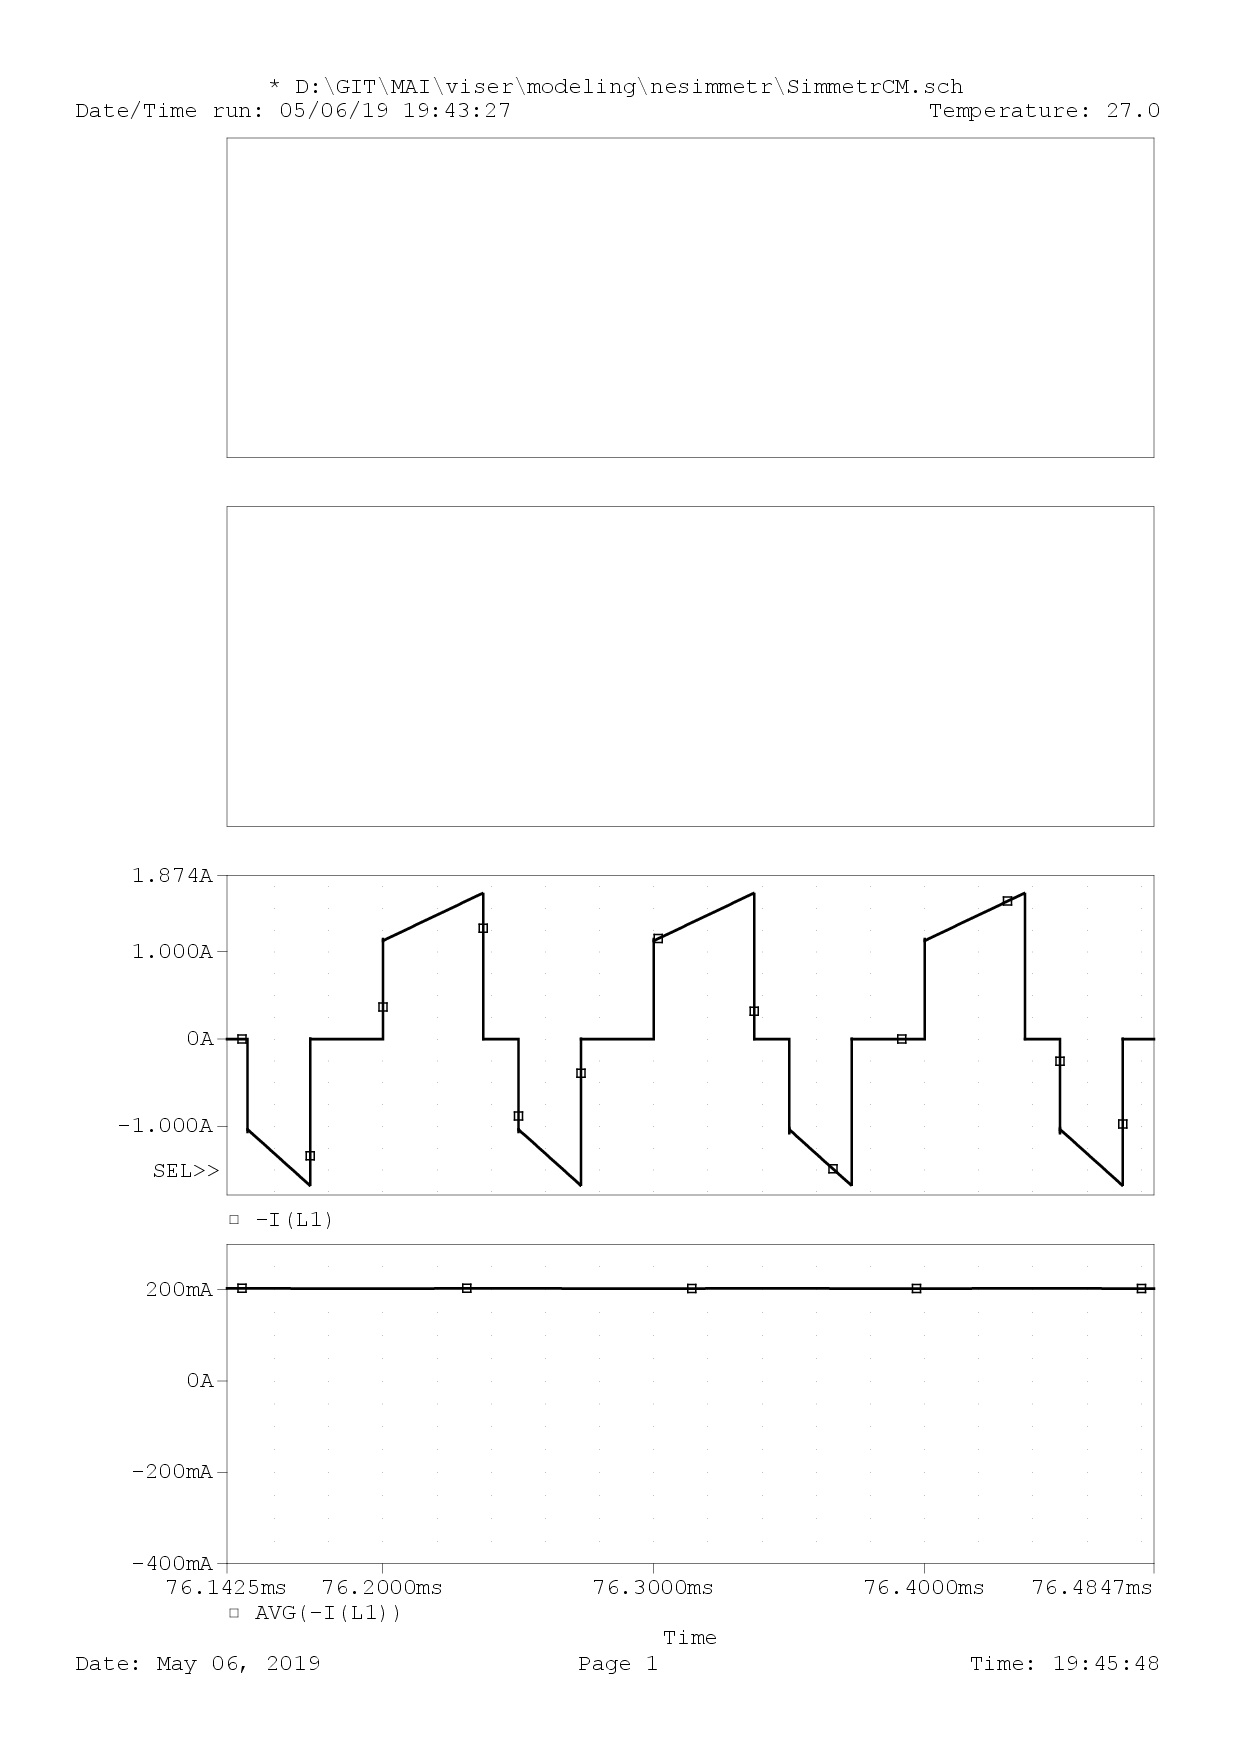 * D:\GIT\MAI\viser\modeling\nesimmetr\SimmetrCM.sch
Date/Time run: 05/06/19 19:43:27 Temperature: 27.0
1.874A
1.000A
0A
-1.000A
SEL>>
-I(L1)
200mA
0A
-200mA
-400mA
76.1425ms 76.2000ms 76.3000ms 76.4000ms 76.4847ms
AVG(-I(L1))
Time
Date: May 06, 2019 Page 1 Time: 19:45:48